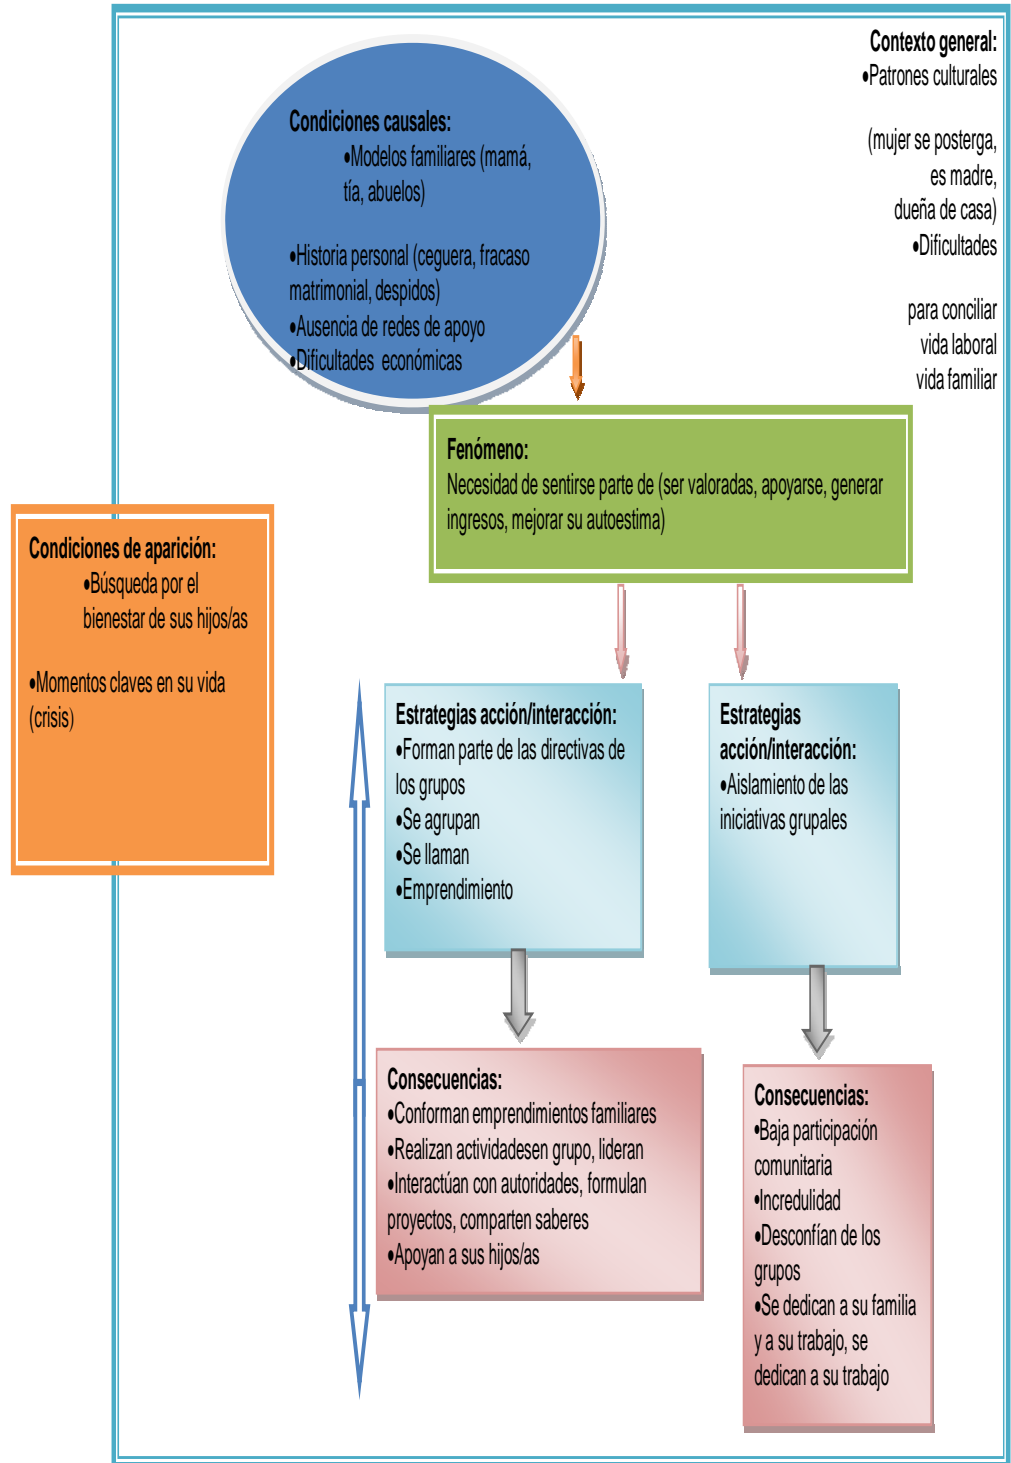 Contexto general:
•Patrones culturales
(mujer se posterga,
es madre,
dueña de casa)
•Dificultades
para conciliar
vida laboral
vida familiar
Condiciones causales:
•Modelos familiares (mamá,
tía, abuelos)
•Historia personal (ceguera, fracaso
matrimonial, despidos)
•Ausencia de redes de apoyo
•Dificultades económicas
Fenómeno:
Necesidad de sentirse parte de (ser valoradas, apoyarse, generar
ingresos, mejorar su autoestima)
Condiciones de aparición:
•Búsqueda por el
bienestar de sus hijos/as
•Momentos claves en su vida
(crisis)
Estrategias acción/interacción:
•Forman parte de las directivas de
los grupos
•Se agrupan
•Se llaman
•Emprendimiento
Estrategias
acción/interacción:
•Aislamiento de las
iniciativas grupales
Consecuencias:
•Conforman emprendimientos familiares
•Realizan actividadesen grupo, lideran
•Interactúan con autoridades, formulan
proyectos, comparten saberes
•Apoyan a sus hijos/as
Consecuencias:
•Baja participación
comunitaria
•Incredulidad
•Desconfían de los
grupos
•Se dedican a su familia
y a su trabajo, se
dedican a su trabajo